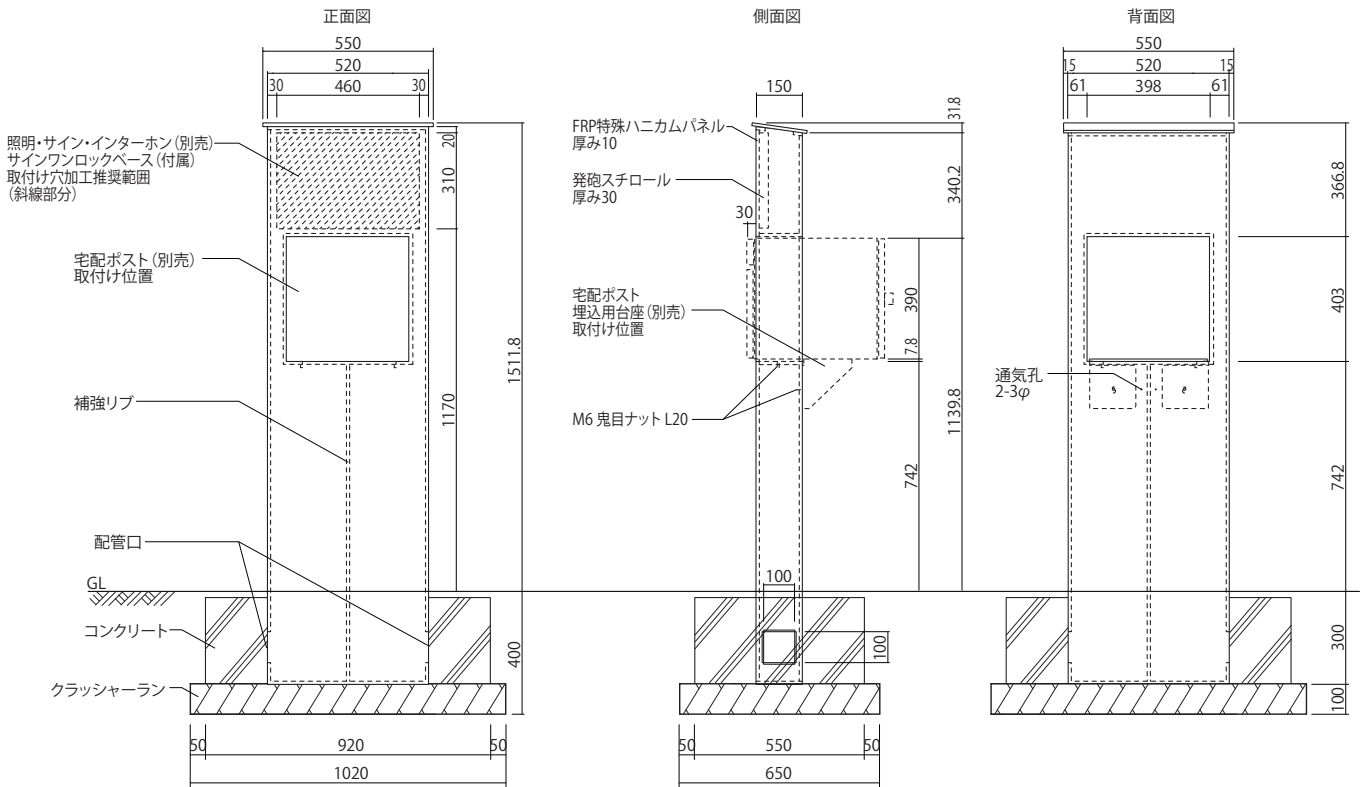 正面図
550
520
30
460
30
照明・サイン・インターホン（別売）
サインワンロックベース（付属）
取付け穴加工推奨範囲
（斜線部分）
宅配ポスト（別売）
取付け位置
補強リブ
配管口
GL
コンクリート
クラッシャーラン
20
310
1170
1511.8
400
50
920
50
1020
側面図
150
FRP特殊ハニカムパネル
厚み10
発砲スチロール
厚み30
30
宅配ポスト
埋込用台座（別売）
取付け位置
M6 鬼目ナット L20
31.8
340.2
390
7.8
1139.8
742
100
100
50
550
50
650
背面図
550
15
520
15
61
398
61
通気孔
2-3φ
366.8
403
742
300
100